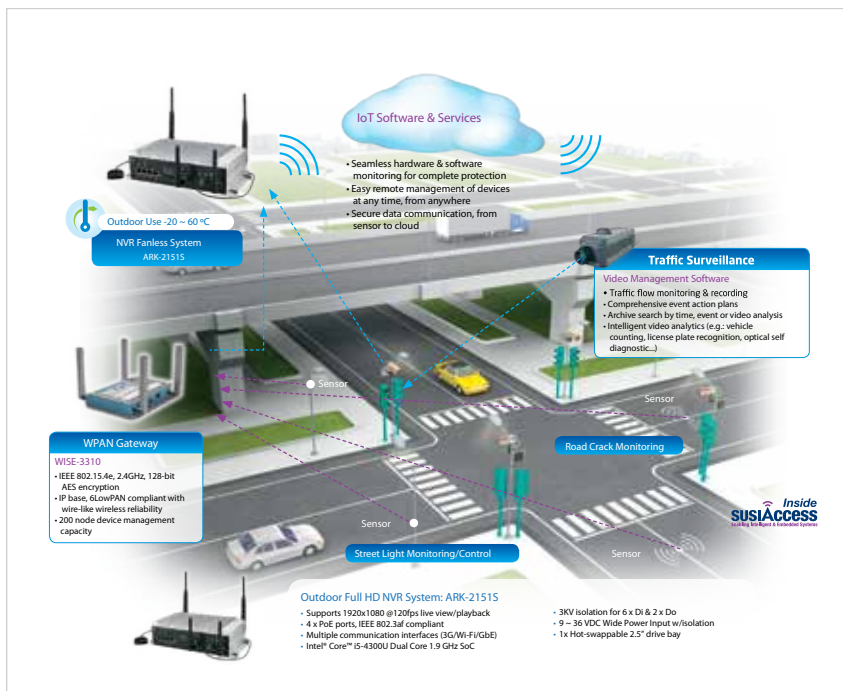 IoT Software & Services
• Seamless hardware & software
monitoring for complete protection
• Easy remote management of devices
at any time, from anywhere
• Secure data communication, from
sensor to cloud
Outdoor Use -20 ~ 60 ºC
NVR Fanless System
ARK-2151S
Traffic Surveillance
Video Management Software
• Traffic flow monitoring & recording
• Comprehensive event action plans
• Archive search by time, event or video analysis
• Intelligent video analytics (e.g.: vehicle
counting, license plate recognition, optical self
diagnostic...)
Sensor
Sensor
WPAN Gateway
WISE-3310
• IEEE 802.15.4e, 2.4GHz, 128-bit
AES encryption
• IP base, 6LowPAN compliant with
wire-like wireless reliability
• 200 node device management
capacity
Road Crack Monitoring
Inside
SUSIAccess
Enabling Intelligent & Embedded Systems
Sensor
Street Light Monitoring/Control
Sensor
Outdoor Full HD NVR System: ARK-2151S
• Supports 1920x1080 @120fps live view/playback
• 4 x PoE ports, IEEE 802.3af compliant
• Multiple communication interfaces (3G/Wi-Fi/GbE)
• Intel® Core™ i5-4300U Dual Core 1.9 GHz SoC
• 3KV isolation for 6 x Di & 2 x Do
• 9 ~ 36 VDC Wide Power Input w/isolation
• 1x Hot-swappable 2.5" drive bay